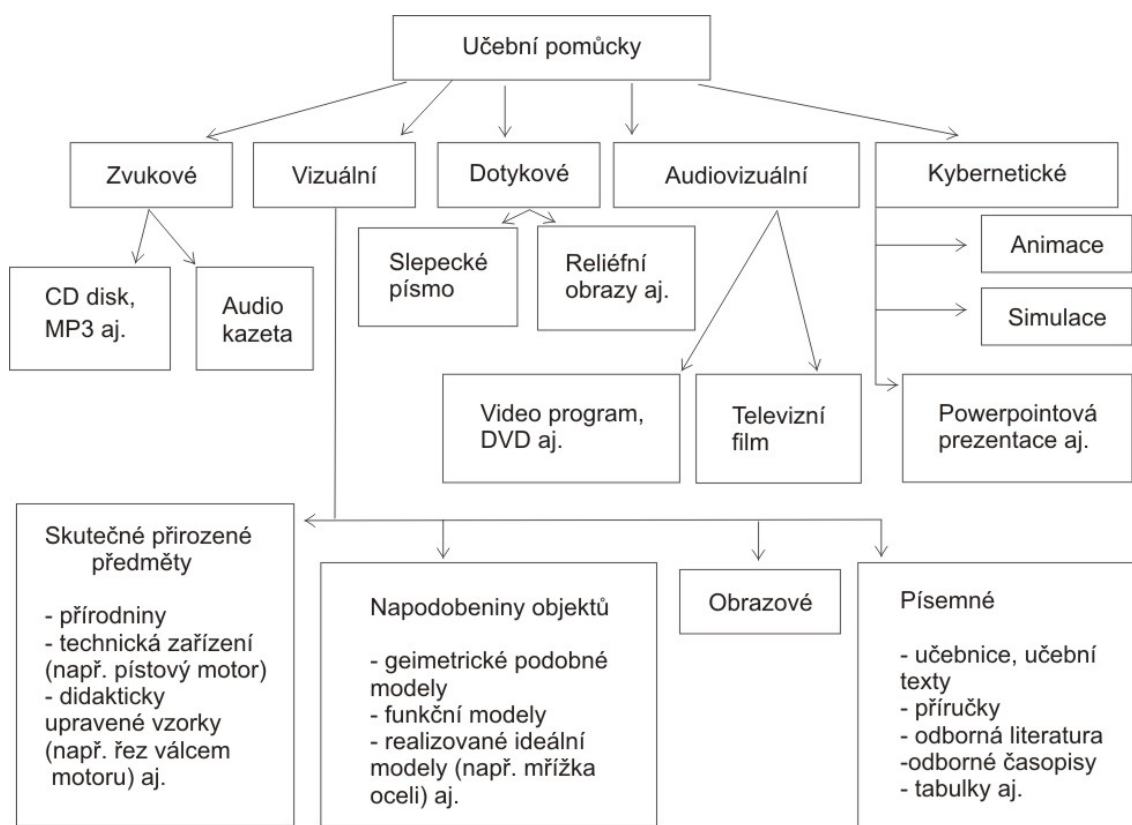 Učební pomůcky
Zvukové
Vizuální
Dotykové
Audiovizuální
Kybernetické
CD disk,
MP3 aj.
Audio
kazeta
Slepecké
písmo
Reliéfní
obrazy aj.
Animace
Simulace
Video program,
DVD aj.
Televizní
film
Powerpointová
prezentace aj.
Skutečné přirozené
předměty
- přírodniny
- technická zařízení
(např. pístový motor)
- didakticky
upravené vzorky
(např. řez válcem
motoru) aj.
Napodobeniny objektů
- geimetrické podobné
modely
- funkční modely
- realizované ideální
modely (např. mřížka
oceli) aj.
Obrazové
Písemné
- učebnice, učební
texty
- příručky
- odborná literatura
-odborné časopisy
- tabulky aj.